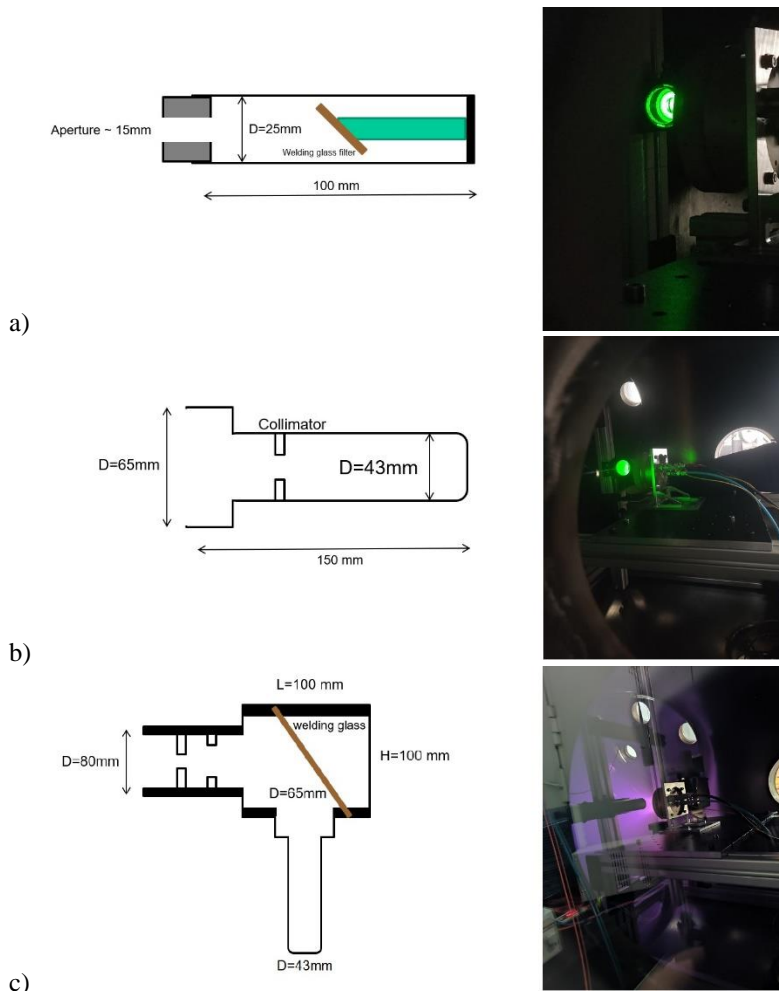 Aperture ~ 15mm
D=25mm
Welding glass filter
100 mm
a)
Collimator
D=65mm
D=43mm
150 mm
b)
L=100 mm
welding glass
D=80mm
H=100 mm
D=65mm
D=43mm
c)